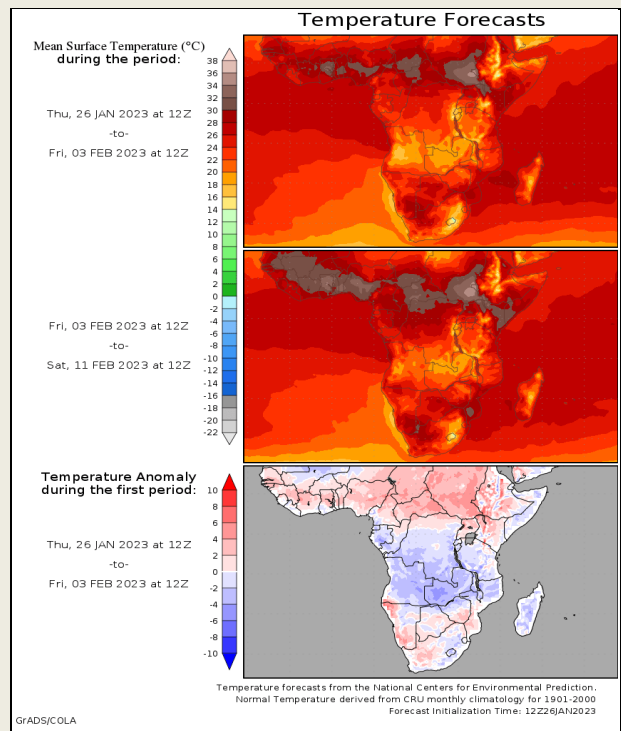 Temperature Forecasts
Mean Surface Temperature (°C)
during the period:
Thu, 26 JAN 2023 at 12Z
-to-
Fri, 03 FEB 2023 at 12Z
38
36
34
32
30
28
26
24
22
20
18
16
14
12
10
8
6
4
2
0
-2
-4
-6
-8
-10
-12
-14
-16
-18
-20
-22
Fri, 03 FEB 2023 at 12Z
-to-
Sat, 11 FEB 2023 at 12Z
Temperature Anomaly
during the first period:
Thu, 26 JAN 2023 at 12Z
-to-
Fri, 03 FEB 2023 at 12Z
10
8
6
4
2
0
-2
-4
-6
-8
-10
Temperature forecasts from the National Centers for Environmental Prediction.
Normal Temperature derived from CRU monthly climatology for 1901-2000
Forecast Initialization Time: 12Z26JAN2023
GrADS/COLA